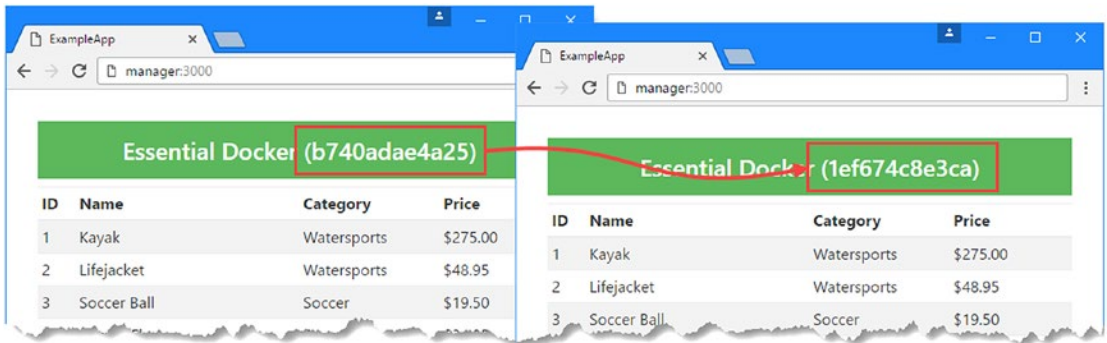 ExampleApp
manager:3000
Essential Docker (b740adae4a25)
ID Name Category Price
1 Kayak Watersports $275.00
2 Lifejacket Watersports $48.95
3 Soccer Ball Soccer $19.50
ExampleApp
manager:3000
Essential Docker (1ef674c8e3ca)
ID Name Category Price
1 Kayak Watersports $275.00
2 Lifejacket Watersports $48.95
3 Soccer Ball Soccer $19.50